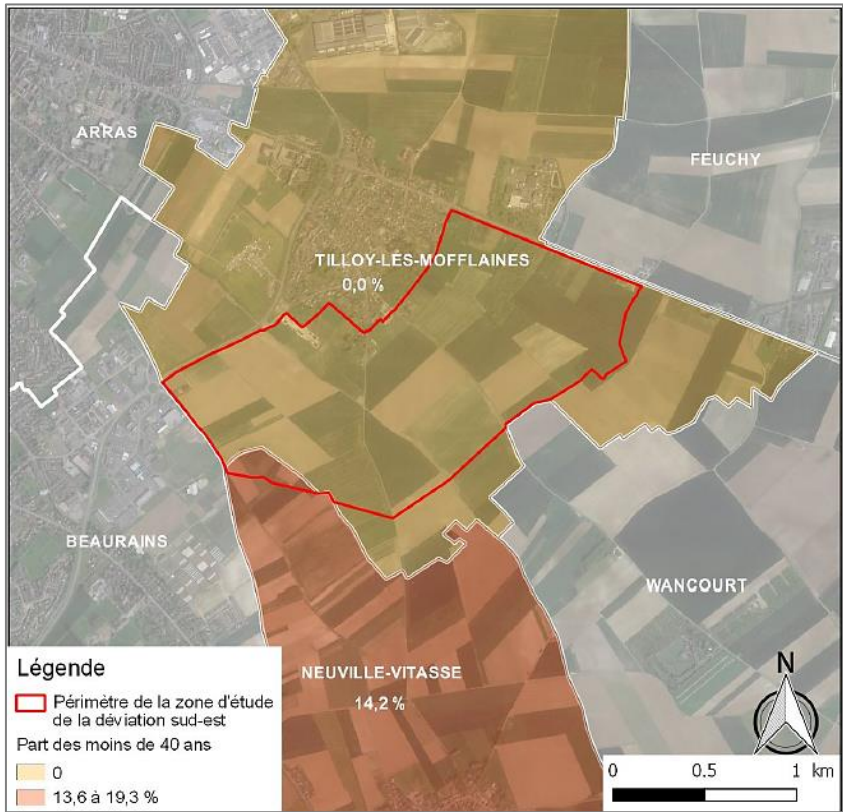 ARRAS
FEUCHY
TILLOY-LÈS-MOFFLAINES
0,0 %
BEAURAINS
WANCOURT
NEUVILLE-VITASSE
14,2 %
Légende
Périmètre de la zone d'étude
de la déviation sud-est
Part des moins de 40 ans
0
13,6 à 19,3 %
N
0 0.5 1 km